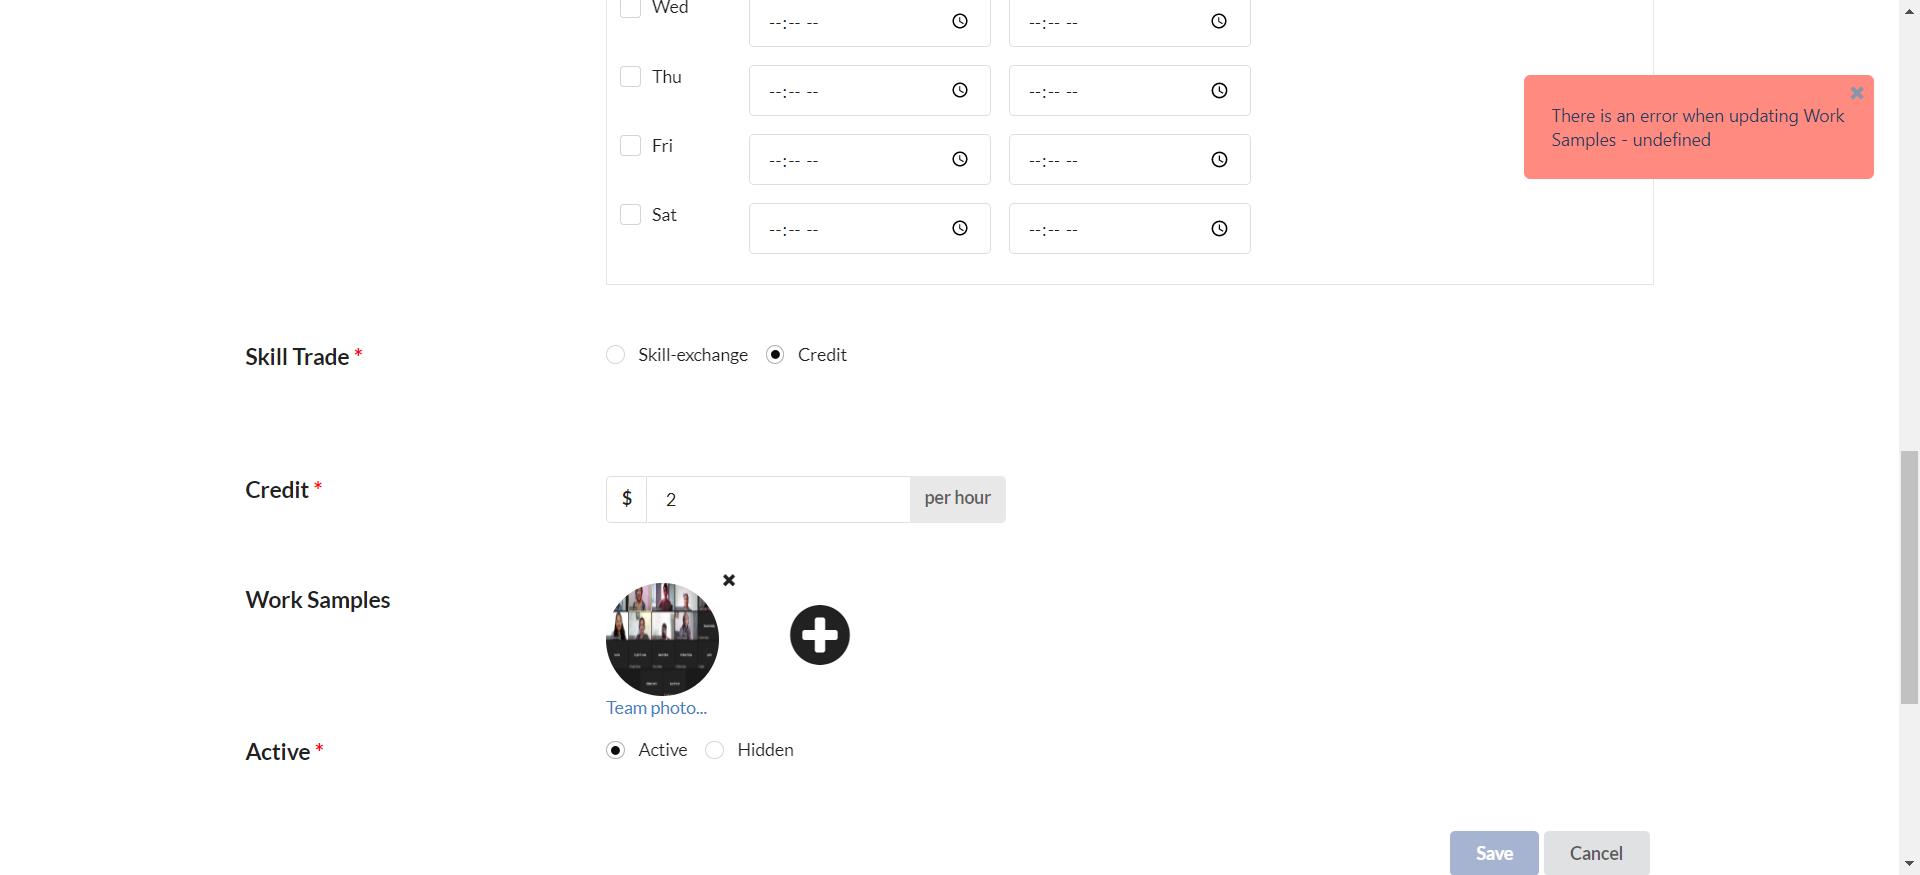 Wed --:-- -- --:-- --
Thu --:-- -- --:-- --
Fri --:-- -- --:-- --
Sat --:-- -- --:-- --
There is an error when updating Work
Samples - undefined
Skill Trade *
Skill-exchange Credit
Credit *
$ 2 per hour
Work Samples
Team photo...
Active *
Active Hidden
Save Cancel